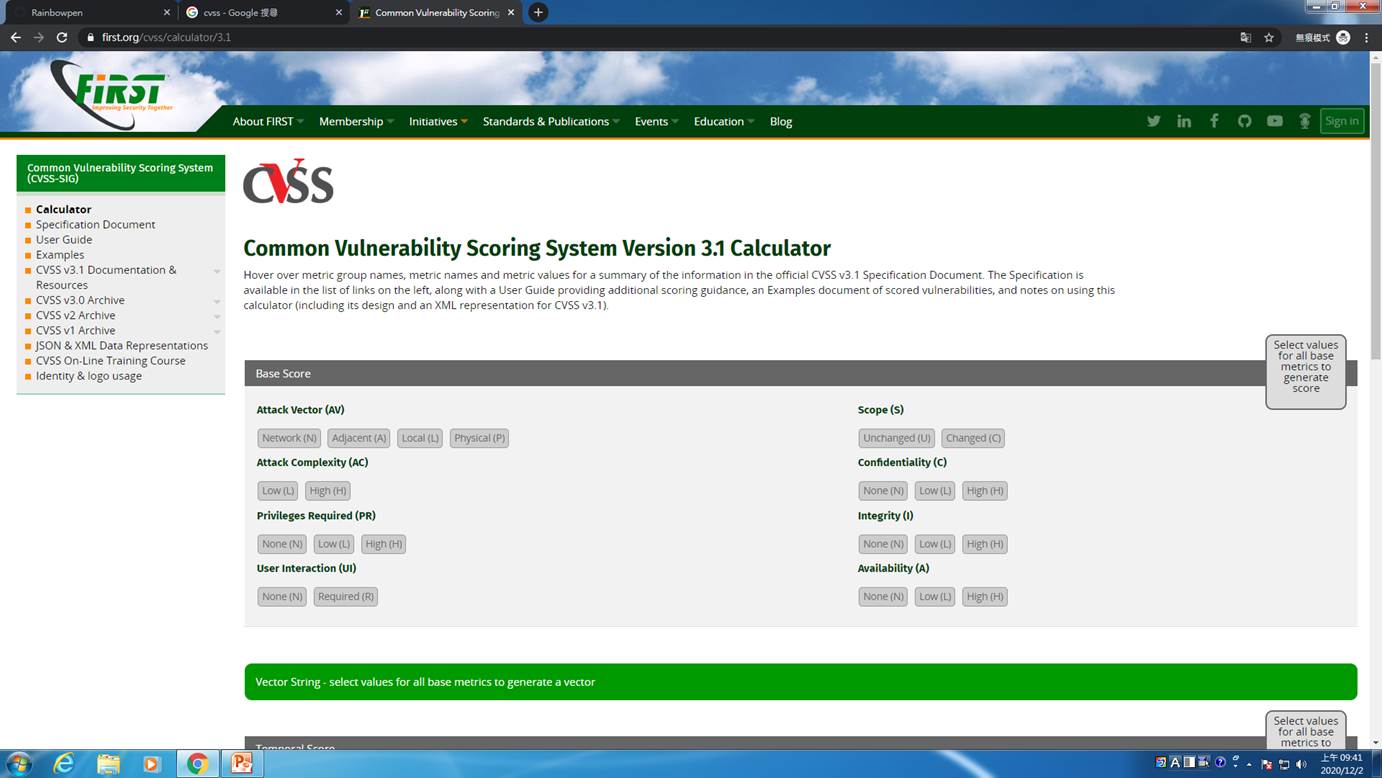 Rainbowpen
cvss - Google 搜尋
Common Vulnerability Scoring
first.org/cvss/calculator/3.1
無痕模式
FIRST
Improving Security Together
About FIRST
Membership
Initiatives
Standards & Publications
Events
Education
Blog
Sign in
Common Vulnerability Scoring System
(CVSS-SIG)
Calculator
Specification Document
User Guide
Examples
CVSS v3.1 Documentation &
Resources
CVSS v3.0 Archive
CVSS v2 Archive
CVSS v1 Archive
JSON & XML Data Representations
CVSS On-Line Training Course
Identity & logo usage
CVSS
Common Vulnerability Scoring System Version 3.1 Calculator
Hover over metric group names, metric names and metric values for a summary of the information in the official CVSS v3.1 Specification Document. The Specification is
available in the list of links on the left, along with a User Guide providing additional scoring guidance, an Examples document of scored vulnerabilities, and notes on using this
calculator (including its design and an XML representation for CVSS v3.1).
Select values
for all base
metrics to
generate
score
Base Score
Attack Vector (AV)
Network (N) Adjacent (A) Local (L) Physical (P)
Attack Complexity (AC)
Low (L) High (H)
Privileges Required (PR)
None (N) Low (L) High (H)
User Interaction (UI)
None (N) Required (R)
Scope (S)
Unchanged (U) Changed (C)
Confidentiality (C)
None (N) Low (L) High (H)
Integrity (I)
None (N) Low (L) High (H)
Availability (A)
None (N) Low (L) High (H)
Vector String - select values for all base metrics to generate a vector
Select values
for all base
metrics to
Temporal Score
上午 09:41
2020/12/2